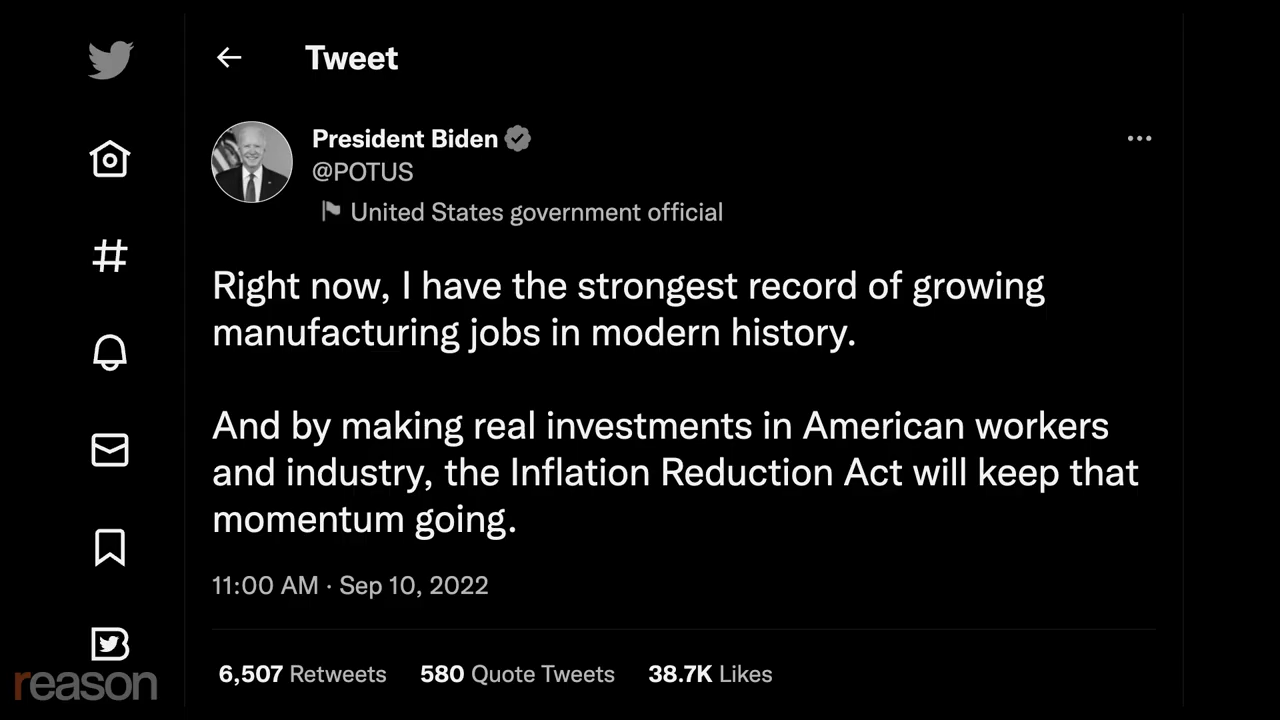 Tweet
President Biden
@POTUS
United States government official
Right now, I have the strongest record of growing
manufacturing jobs in modern history.
And by making real investments in American workers
and industry, the Inflation Reduction Act will keep that
momentum going.
11:00 AM · Sep 10, 2022
6,507 Retweets 580 Quote Tweets 38.7K Likes
reason